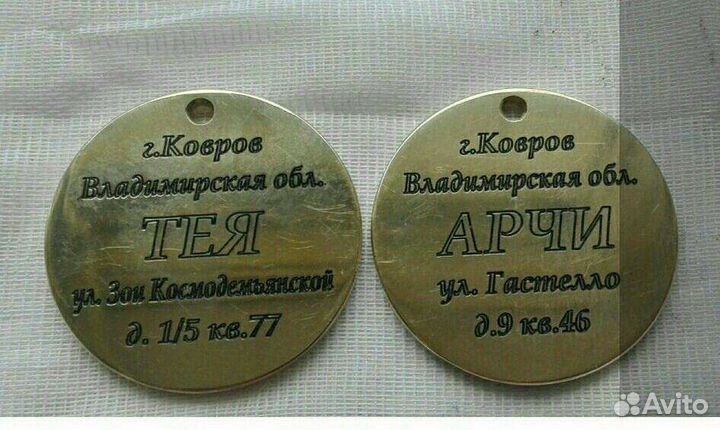 г.Ковров
Владимирская обл.
ТЕЯ
ул. Зои Космодемьянской
д. 1/5 кв.77
г.Ковров
Владимирская обл.
АРЧИ
ул. Гастелло
д.9 кв.46
Avito